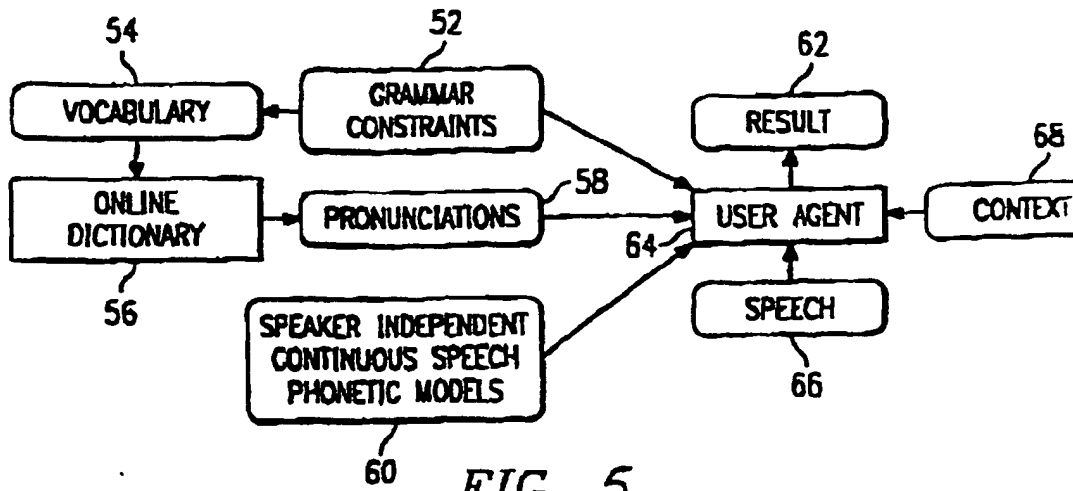 54
52
62
68
VOCABULARY
GRAMMAR
CONSTRAINTS
RESULT
ONLINE
DICTIONARY
58
PRONUNCIATIONS
64
USER AGENT
CONTEXT
56
SPEAKER INDEPENDENT
CONTINUOUS SPEECH
PHONETIC MODELS
SPEECH
66
60
FIG. 5